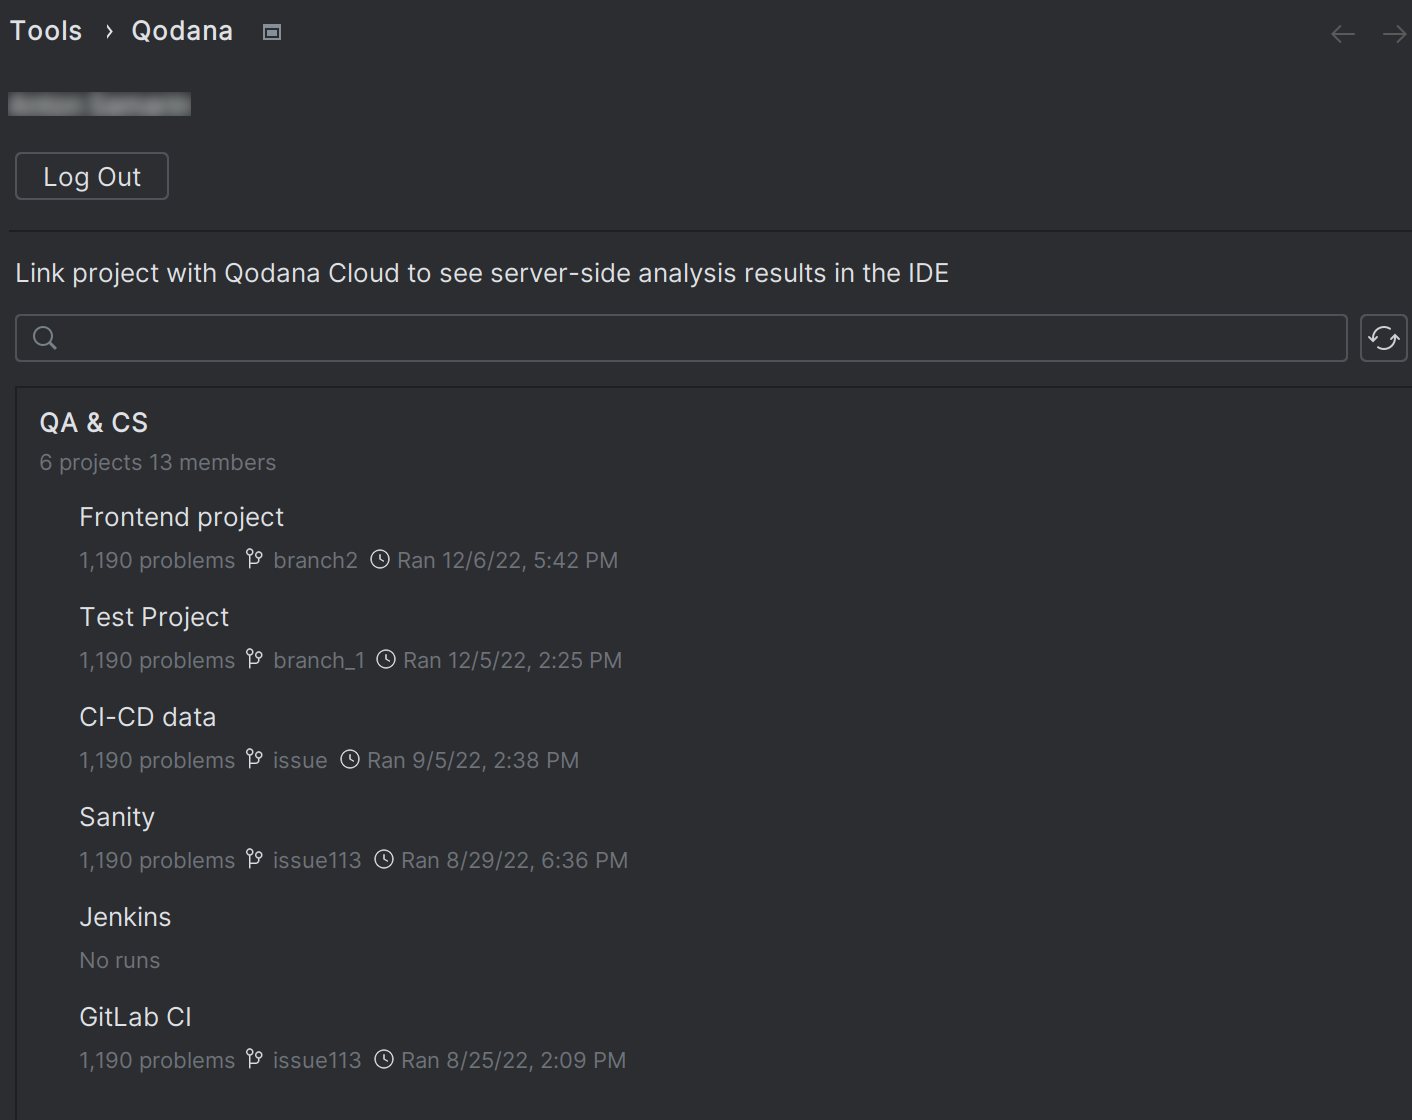 Tools › Qodana
Log Out
Link project with Qodana Cloud to see server-side analysis results in the IDE
QA & CS
6 projects 13 members
Frontend project
1,190 problems branch2 Ran 12/6/22, 5:42 PM
Test Project
1,190 problems branch_1 Ran 12/5/22, 2:25 PM
CI-CD data
1,190 problems issue Ran 9/5/22, 2:38 PM
Sanity
1,190 problems issue113 Ran 8/29/22, 6:36 PM
Jenkins
No runs
GitLab CI
1,190 problems issue113 Ran 8/25/22, 2:09 PM